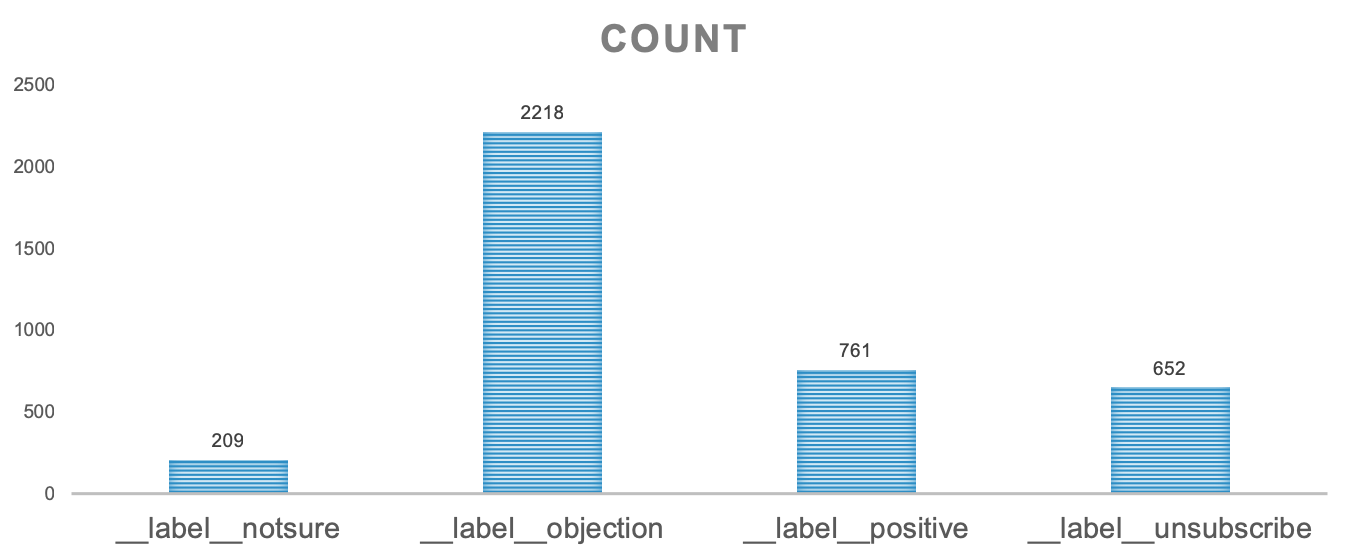 COUNT
2500
2000
1500
1000
500
0
209
2218
761
652
__label__notsure
__label__objection
__label__positive
__label__unsubscribe